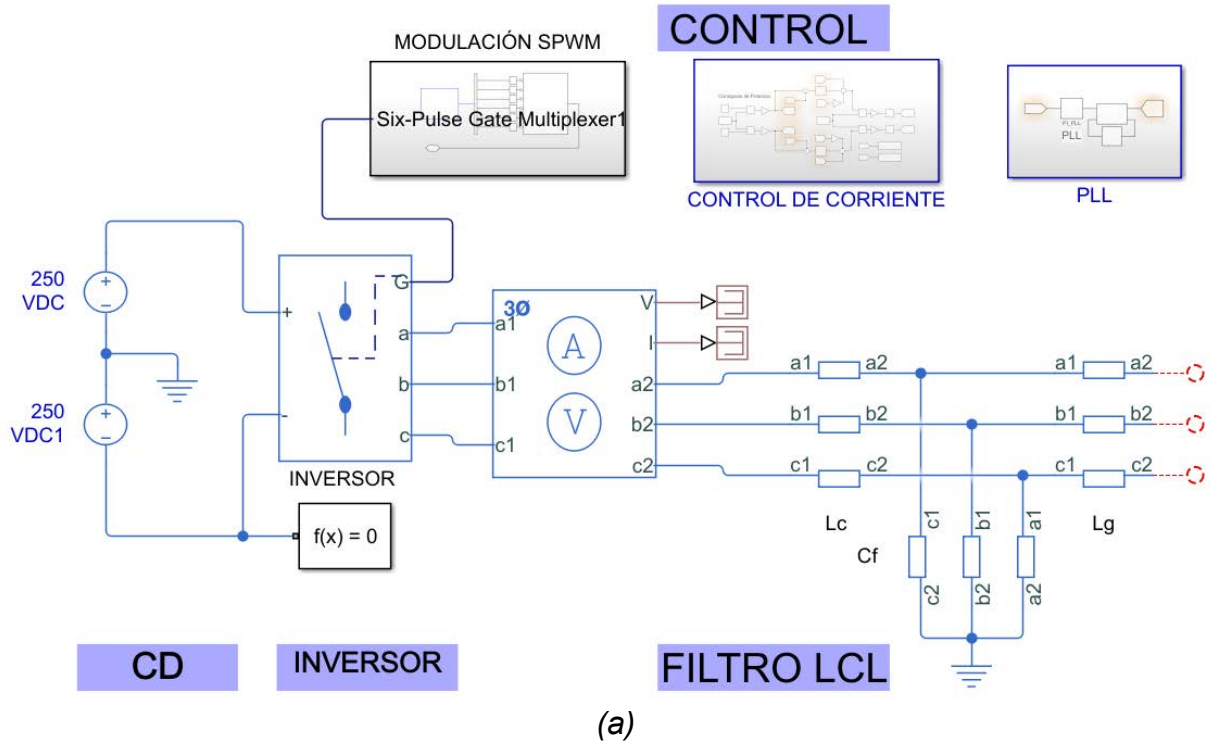 CONTROL
MODULACIÓN SPWM
Six-Pulse Gate Multiplexer1
PLL
CONTROL DE CORRIENTE
PLL
250
VDC
250
VDC1
+
-
+
-
+
-
G
a
b
c
INVERSOR
f(x) = 0
3Ø
A
V
a1
b1
c1
V
I
a2
b2
c2
a1 a2 a1 a2
b1 b2 b1 b2
c1 c2 c1 c2
Lc
Cf
Lg
c1 b1 a1
c2 b2 a2
CD
INVERSOR
FILTRO LCL
(a)